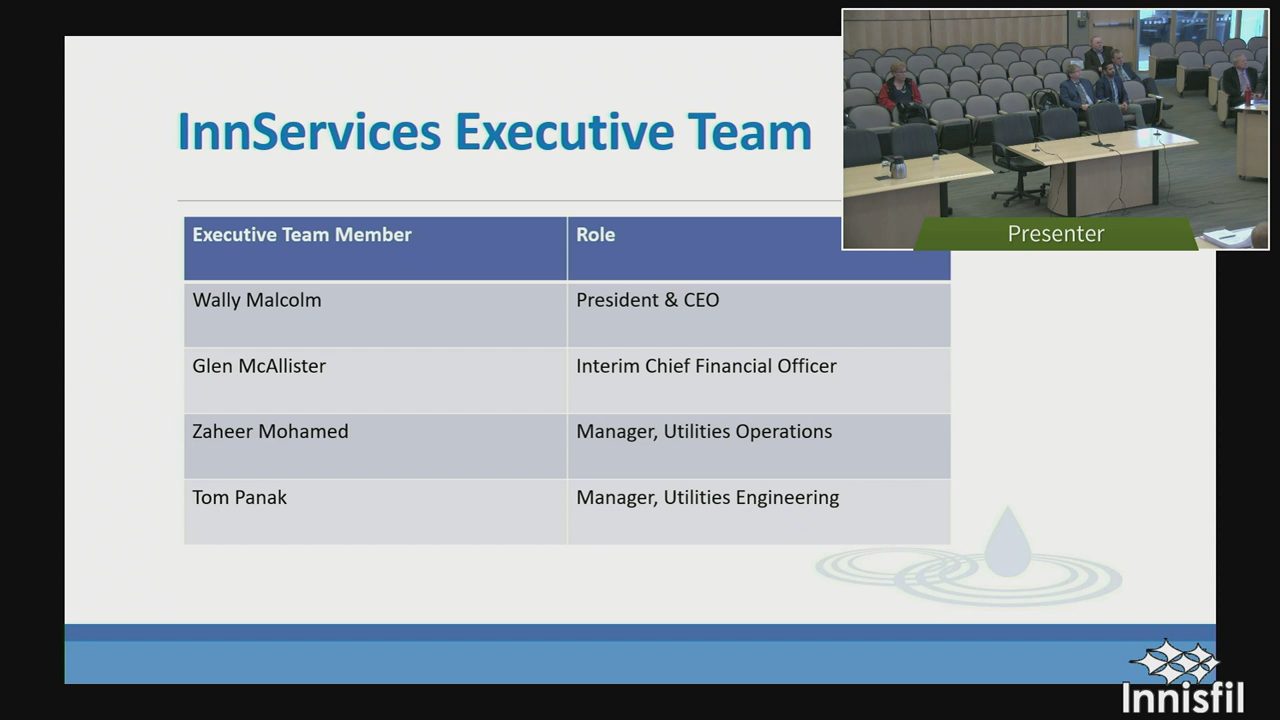 InnServices Executive Team
Executive Team Member Role
Wally Malcolm President & CEO
Glen McAllister Interim Chief Financial Officer
Zaheer Mohamed Manager, Utilities Operations
Tom Panak Manager, Utilities Engineering
Presenter
Innisfil